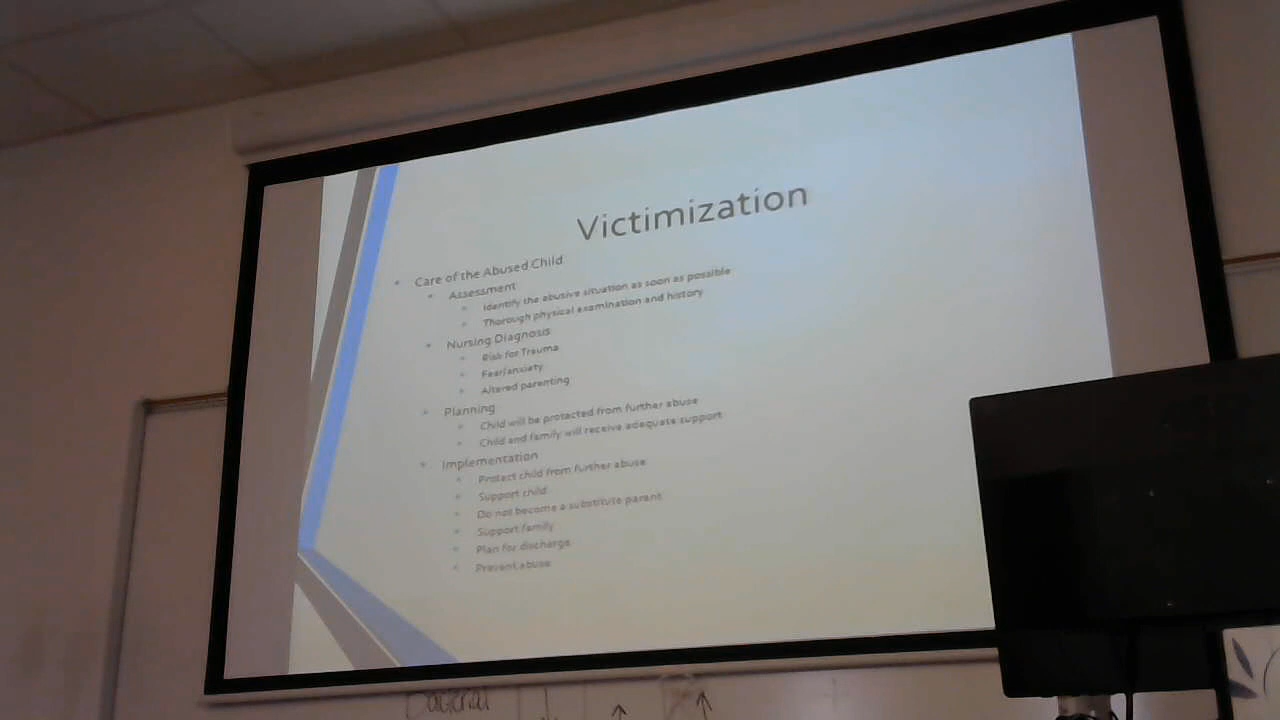 Victimization
Care of the Abused Child
Assessment
Identify the abusive situation as soon as possible
Thorough physical examination and history
Nursing Diagnosis
Risk for Trauma
Fear/anxiety
Altered parenting
Planning
Child will be protected from further abuse
Child and family will receive adequate support
Implementation
Protect child from further abuse
Support child
Do not become a substitute parent
Support family
Plan for discharge
Prevent abuse